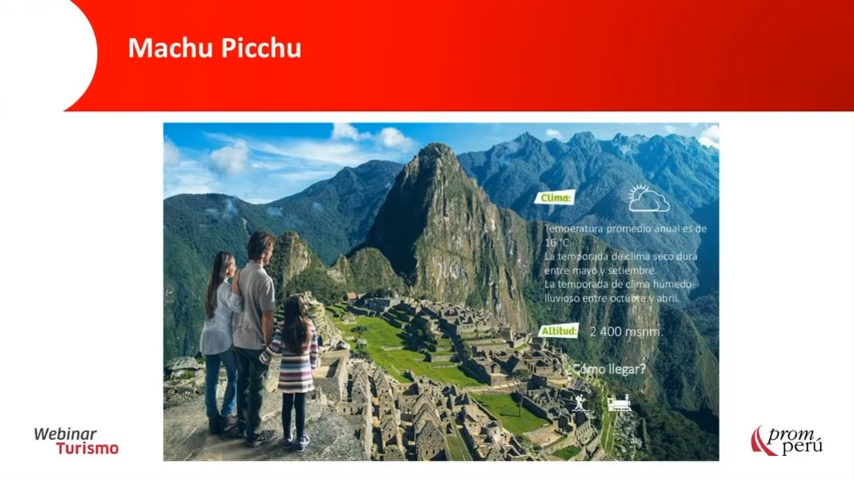 Machu Picchu
Clima:
Temperatura promedio anual es de
16 °C.
La temporada de clima seco dura
entre mayo y setiembre.
La temporada de clima húmedo-
lluvioso entre octubre y abril.
Altitud: 2 400 msnm.
¿Cómo llegar?
Webinar
Turismo
prom
perú